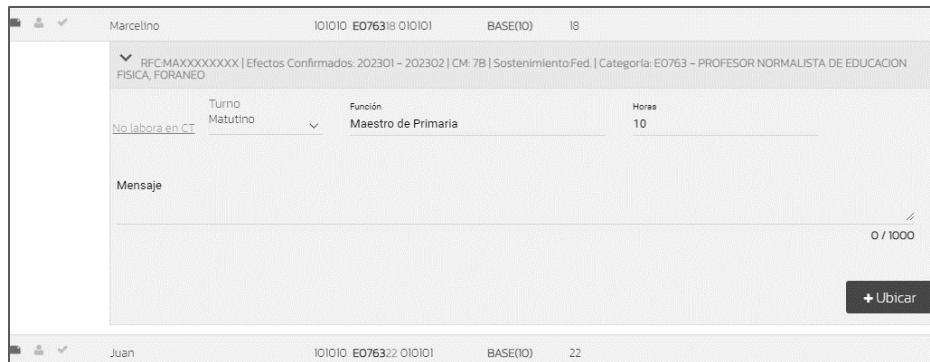 Marcelino 101010 E076318 010101 BASE(10) 18
RFC:MAXXXXXXXX | Efectos Confirmados: 202301 - 202302 | CM: 7B | Sostenimiento:Fed. | Categoría: E0763 - PROFESOR NORMALISTA DE EDUCACION
FISICA, FORANEO
Turno Función Horas
No labora en CT Matutino Maestro de Primaria 10
Mensaje
0 / 1000
+ Ubicar
Juan 101010 E076322 010101 BASE(10) 22